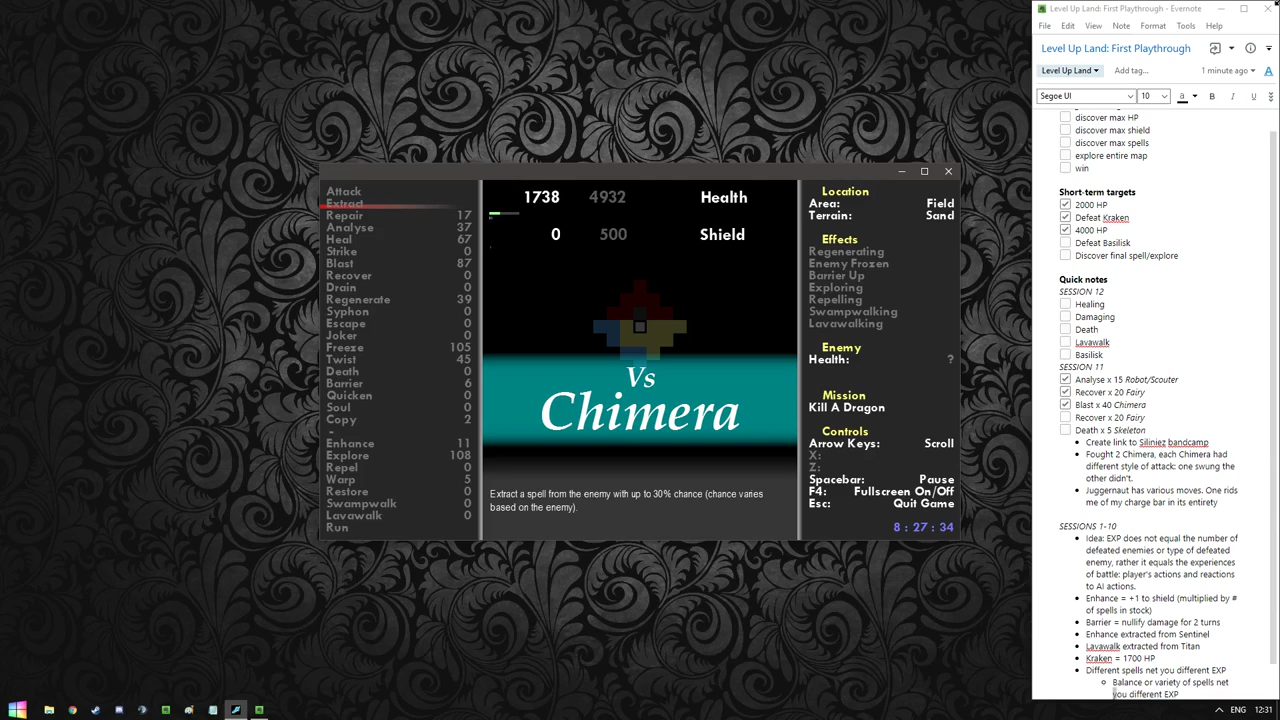 Attack
Extract
Repair 17
Analyse 37
Heal 67
Strike 0
Blast 87
Recover 0
Drain 0
Regenerate 39
Syphon 0
Escape 0
Joker 0
Freeze 105
Twist 45
Death 0
Barrier 6
Quicken 0
Soul 0
Copy 2
-
Enhance 11
Explore 108
Repel 0
Warp 5
Restore 0
Swampwalk 0
Lavawalk 0
Run
1738 4932 Health
0 500 Shield
Vs
Chimera
Extract a spell from the enemy with up to 30% chance (chance varies
based on the enemy).
Location
Area: Field
Terrain: Sand
Effects
Regenerating
Enemy Frozen
Barrier Up
Exploring
Repelling
Swampwalking
Lavawalking
Enemy
Health: ?
Mission
Kill A Dragon
Controls
Arrow Keys: Scroll
X:
Z:
Spacebar: Pause
F4: Fullscreen On/Off
Esc: Quit Game
8 : 27 : 34
Level Up Land: First Playthrough - Evernote
File Edit View Note Format Tools Help
Level Up Land: First Playthrough
Level Up Land Add tag... 1 minute ago A
Segoe UI 10 a B I U
discover max HP
discover max shield
discover max spells
explore entire map
win
Short-term targets
2000 HP
Defeat Kraken
4000 HP
Defeat Basilisk
Discover final spell/explore
Quick notes
SESSION 12
Healing
Damaging
Death
Lavawalk
Basilisk
SESSION 11
Analyse x 15 Robot/Scouter
Recover x 20 Fairy
Blast x 40 Chimera
Recover x 20 Fairy
Death x 5 Skeleton
• Create link to Siliniez bandcamp
• Fought 2 Chimera, each Chimera had
different style of attack: one swung the
other didn't.
• Juggernaut has various moves. One rids
me of my charge bar in its entirety
SESSIONS 1-10
• Idea: EXP does not equal the number of
defeated enemies or type of defeated
enemy, rather it equals the experiences
of battle: player's actions and reactions
to AI actions.
• Enhance = +1 to shield (multiplied by #
of spells in stock)
• Barrier = nullify damage for 2 turns
• Enhance extracted from Sentinel
• Lavawalk extracted from Titan
• Kraken = 1700 HP
• Different spells net you different EXP
○ Balance or variety of spells net
you different EXP
ENG 12:31